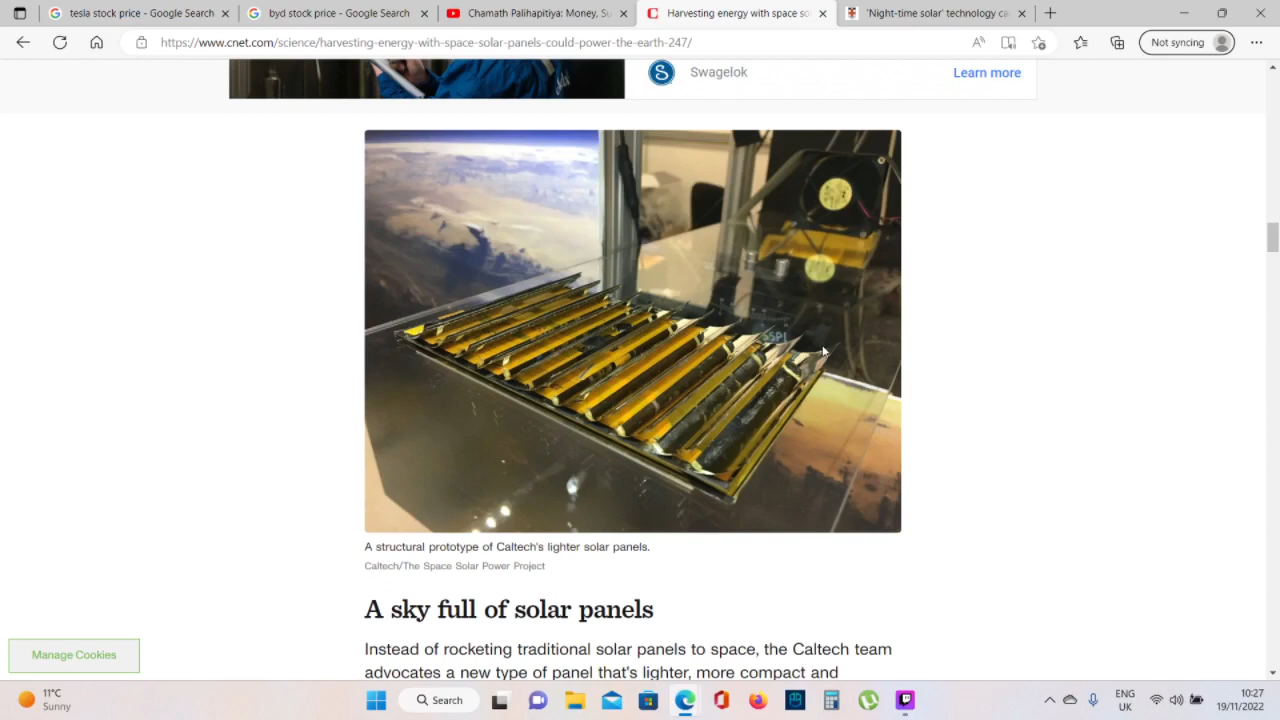 tesla stock price - Google Search
byd stock price - Google Search
Chamath Palihapitiya: Money, Su
Harvesting energy with space so
'Night-time solar' technology ca
https://www.cnet.com/science/harvesting-energy-with-space-solar-panels-could-power-the-earth-247/
Not syncing
S
Swagelok
Learn more
SSPI
A structural prototype of Caltech's lighter solar panels.
Caltech/The Space Solar Power Project
A sky full of solar panels
Instead of rocketing traditional solar panels to space, the Caltech team
advocates a new type of panel that's lighter, more compact and
Manage Cookies
11°C
Sunny
Search
ENG
UK
10:27
19/11/2022